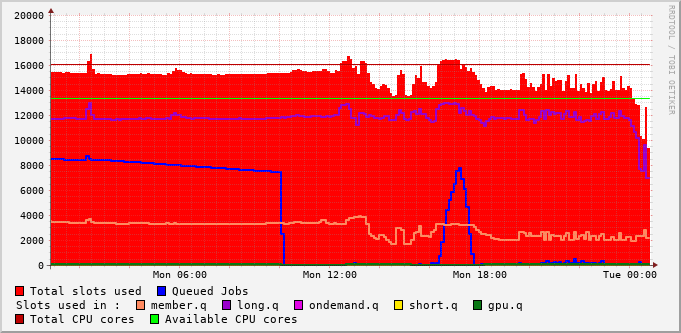 20000
18000
16000
14000
12000
10000
8000
6000
4000
2000
0
Mon 06:00 Mon 12:00 Mon 18:00 Tue 00:00
RRDTOOL / TOBI OETIKER
Total slots used Queued Jobs
Slots used in : member.q long.q ondemand.q short.q gpu.q
Total CPU cores Available CPU cores